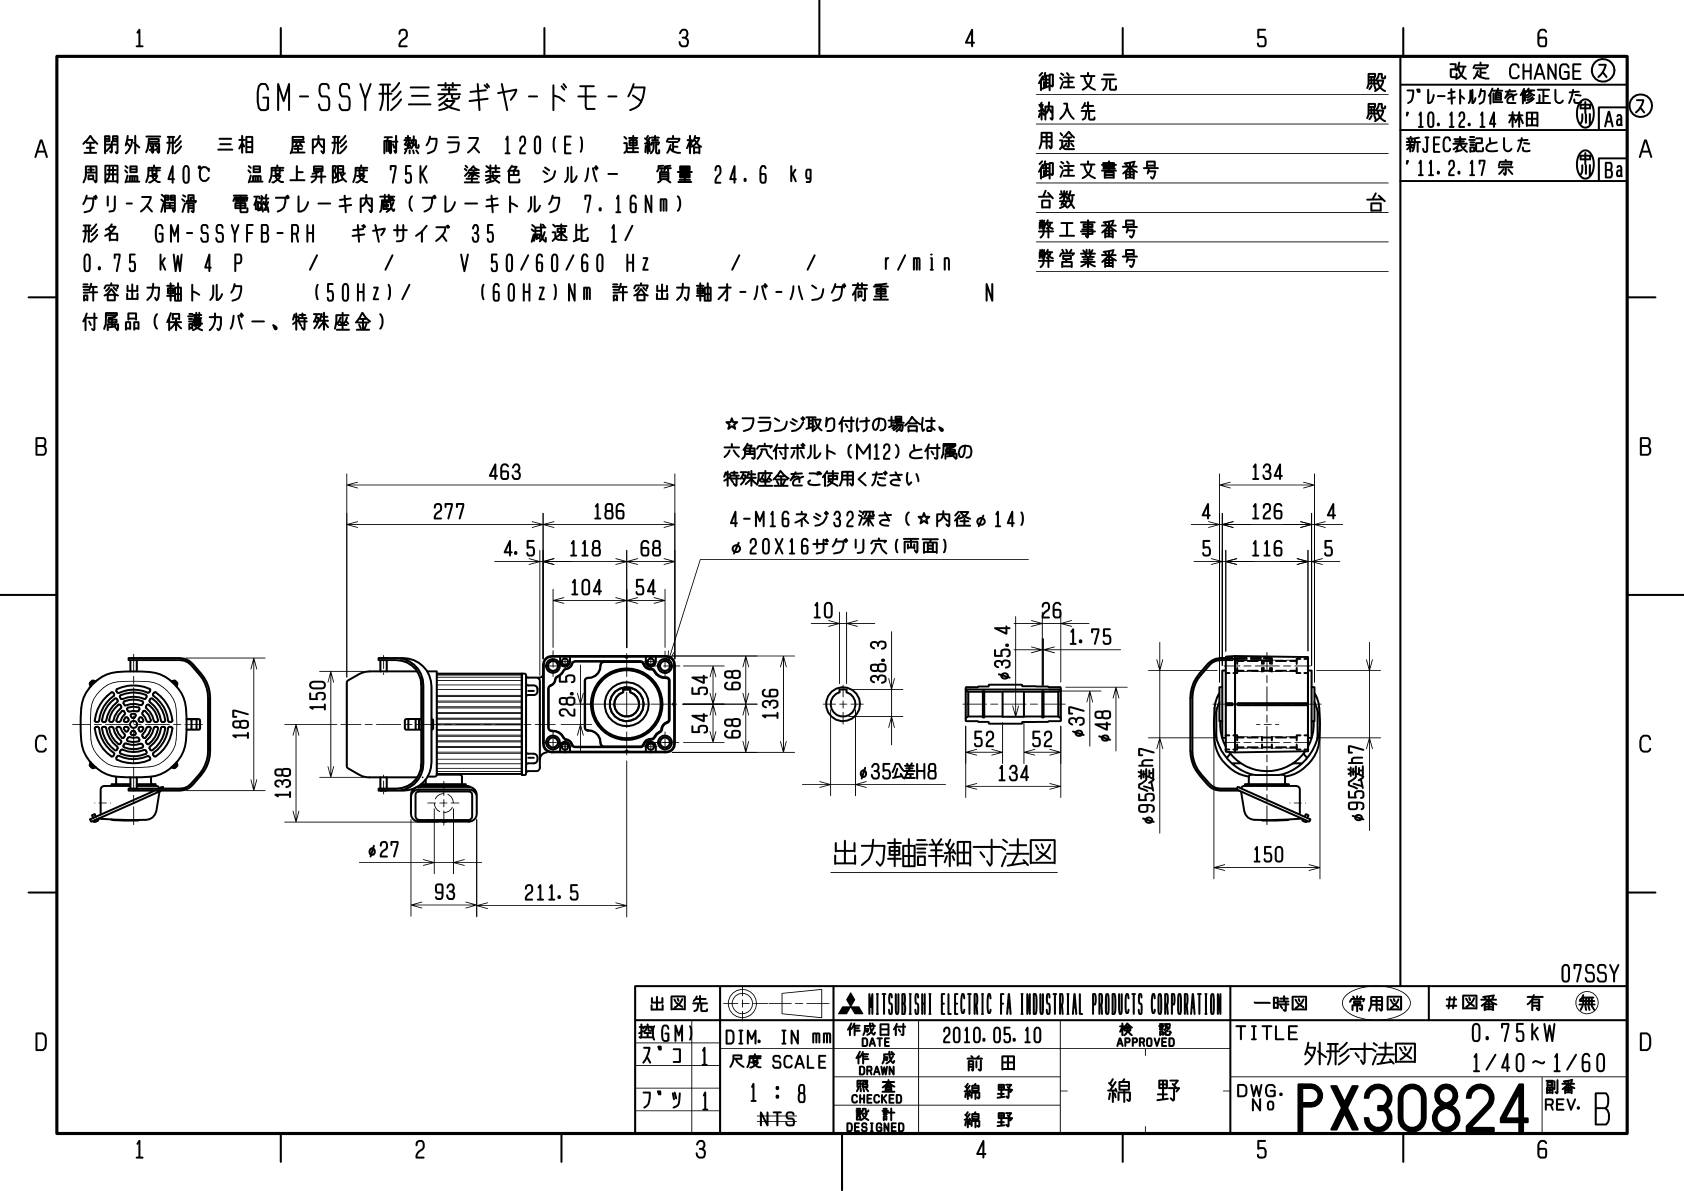 1 2 3 4 5 6
GM-SSY形三菱ギヤードモータ
全閉外扇形 三相 屋内形 耐熱クラス 120(E) 連続定格
周囲温度40℃ 温度上昇限度 75K 塗装色 シルバー 質量 24.6 kg
グリース潤滑 電磁ブレーキ内蔵(ブレーキトルク 7.16Nm)
形名 GM-SSYFB-RH ギヤサイズ 35 減速比 1/
0.75 kW 4 P / / V 50/60/60 Hz / / r/min
許容出力軸トルク (50Hz)/ (60Hz)Nm 許容出力軸オーバーハング荷重 N
付属品(保護カバー、特殊座金)
御注文元 殿
納入先 殿
用途
御注文書番号
台数 台
弊工事番号
弊営業番号
改定 CHANGE ス
ブレーキトルク値を修正した
'10.12.14 林田 Aa
ス
新JEC表記とした
'11.2.17 宗 Ba
A A
B B
C C
D D
☆フランジ取り付けの場合は、
六角穴付ボルト(M12)と付属の
特殊座金をご使用ください
4-M16ネジ32深さ(☆内径φ14)
φ20X16ザグリ穴(両面)
463
277 186
4.5 118 68
104 54
187
150
138
28.5
54 68 136
54 68
φ27
93 211.5
10
38.3
φ35公差H8
26
φ35.4 1.75
φ37 φ48
52 52
134
出力軸詳細寸法図
134
4 126 4
5 116 5
φ95公差h7 φ95公差h7
150
07SSY
出図先
控(GM)
ズコ 1
ブツ 1
DIM. IN mm
尺度 SCALE
1 : 8
NTS
MITSUBISHI ELECTRIC FA INDUSTRIAL PRODUCTS CORPORATION
作成日付 DATE 2010.05.10
作成 DRAWN 前田
照査 CHECKED 綿野
設計 DESIGNED 綿野
検認 APPROVED
綿野
一時図 常用図 #図番 有 無
TITLE 外形寸法図
0.75kW
1/40~1/60
DWG. No PX30824
副番 REV. B
1 2 3 4 5 6